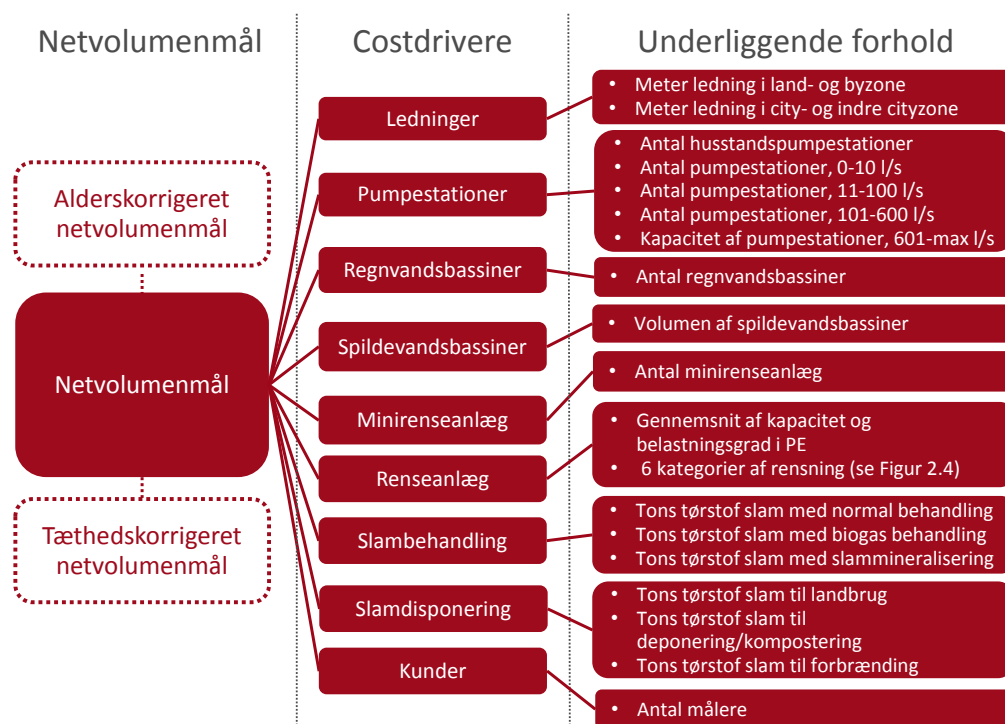 Netvolumenmål
Costdrivere
Underliggende forhold
Alderskorrigeret
netvolumenmål
Netvolumenmål
Tæthedskorrigeret
netvolumenmål
Ledninger
Pumpestationer
Regnvandsbassiner
Spildevandsbassiner
Minirenseanlæg
Renseanlæg
Slambehandling
Slamdisponering
Kunder
• Meter ledning i land- og byzone
• Meter ledning i city- og indre cityzone
• Antal husstandspumpestationer
• Antal pumpestationer, 0-10 l/s
• Antal pumpestationer, 11-100 l/s
• Antal pumpestationer, 101-600 l/s
• Kapacitet af pumpestationer, 601-max l/s
• Antal regnvandsbassiner
• Volumen af spildevandsbassiner
• Antal minirenseanlæg
• Gennemsnit af kapacitet og
belastningsgrad i PE
• 6 kategorier af rensning (se Figur 2.4)
• Tons tørstof slam med normal behandling
• Tons tørstof slam med biogas behandling
• Tons tørstof slam med slammineralisering
• Tons tørstof slam til landbrug
• Tons tørstof slam til
deponering/kompostering
• Tons tørstof slam til forbrænding
• Antal målere